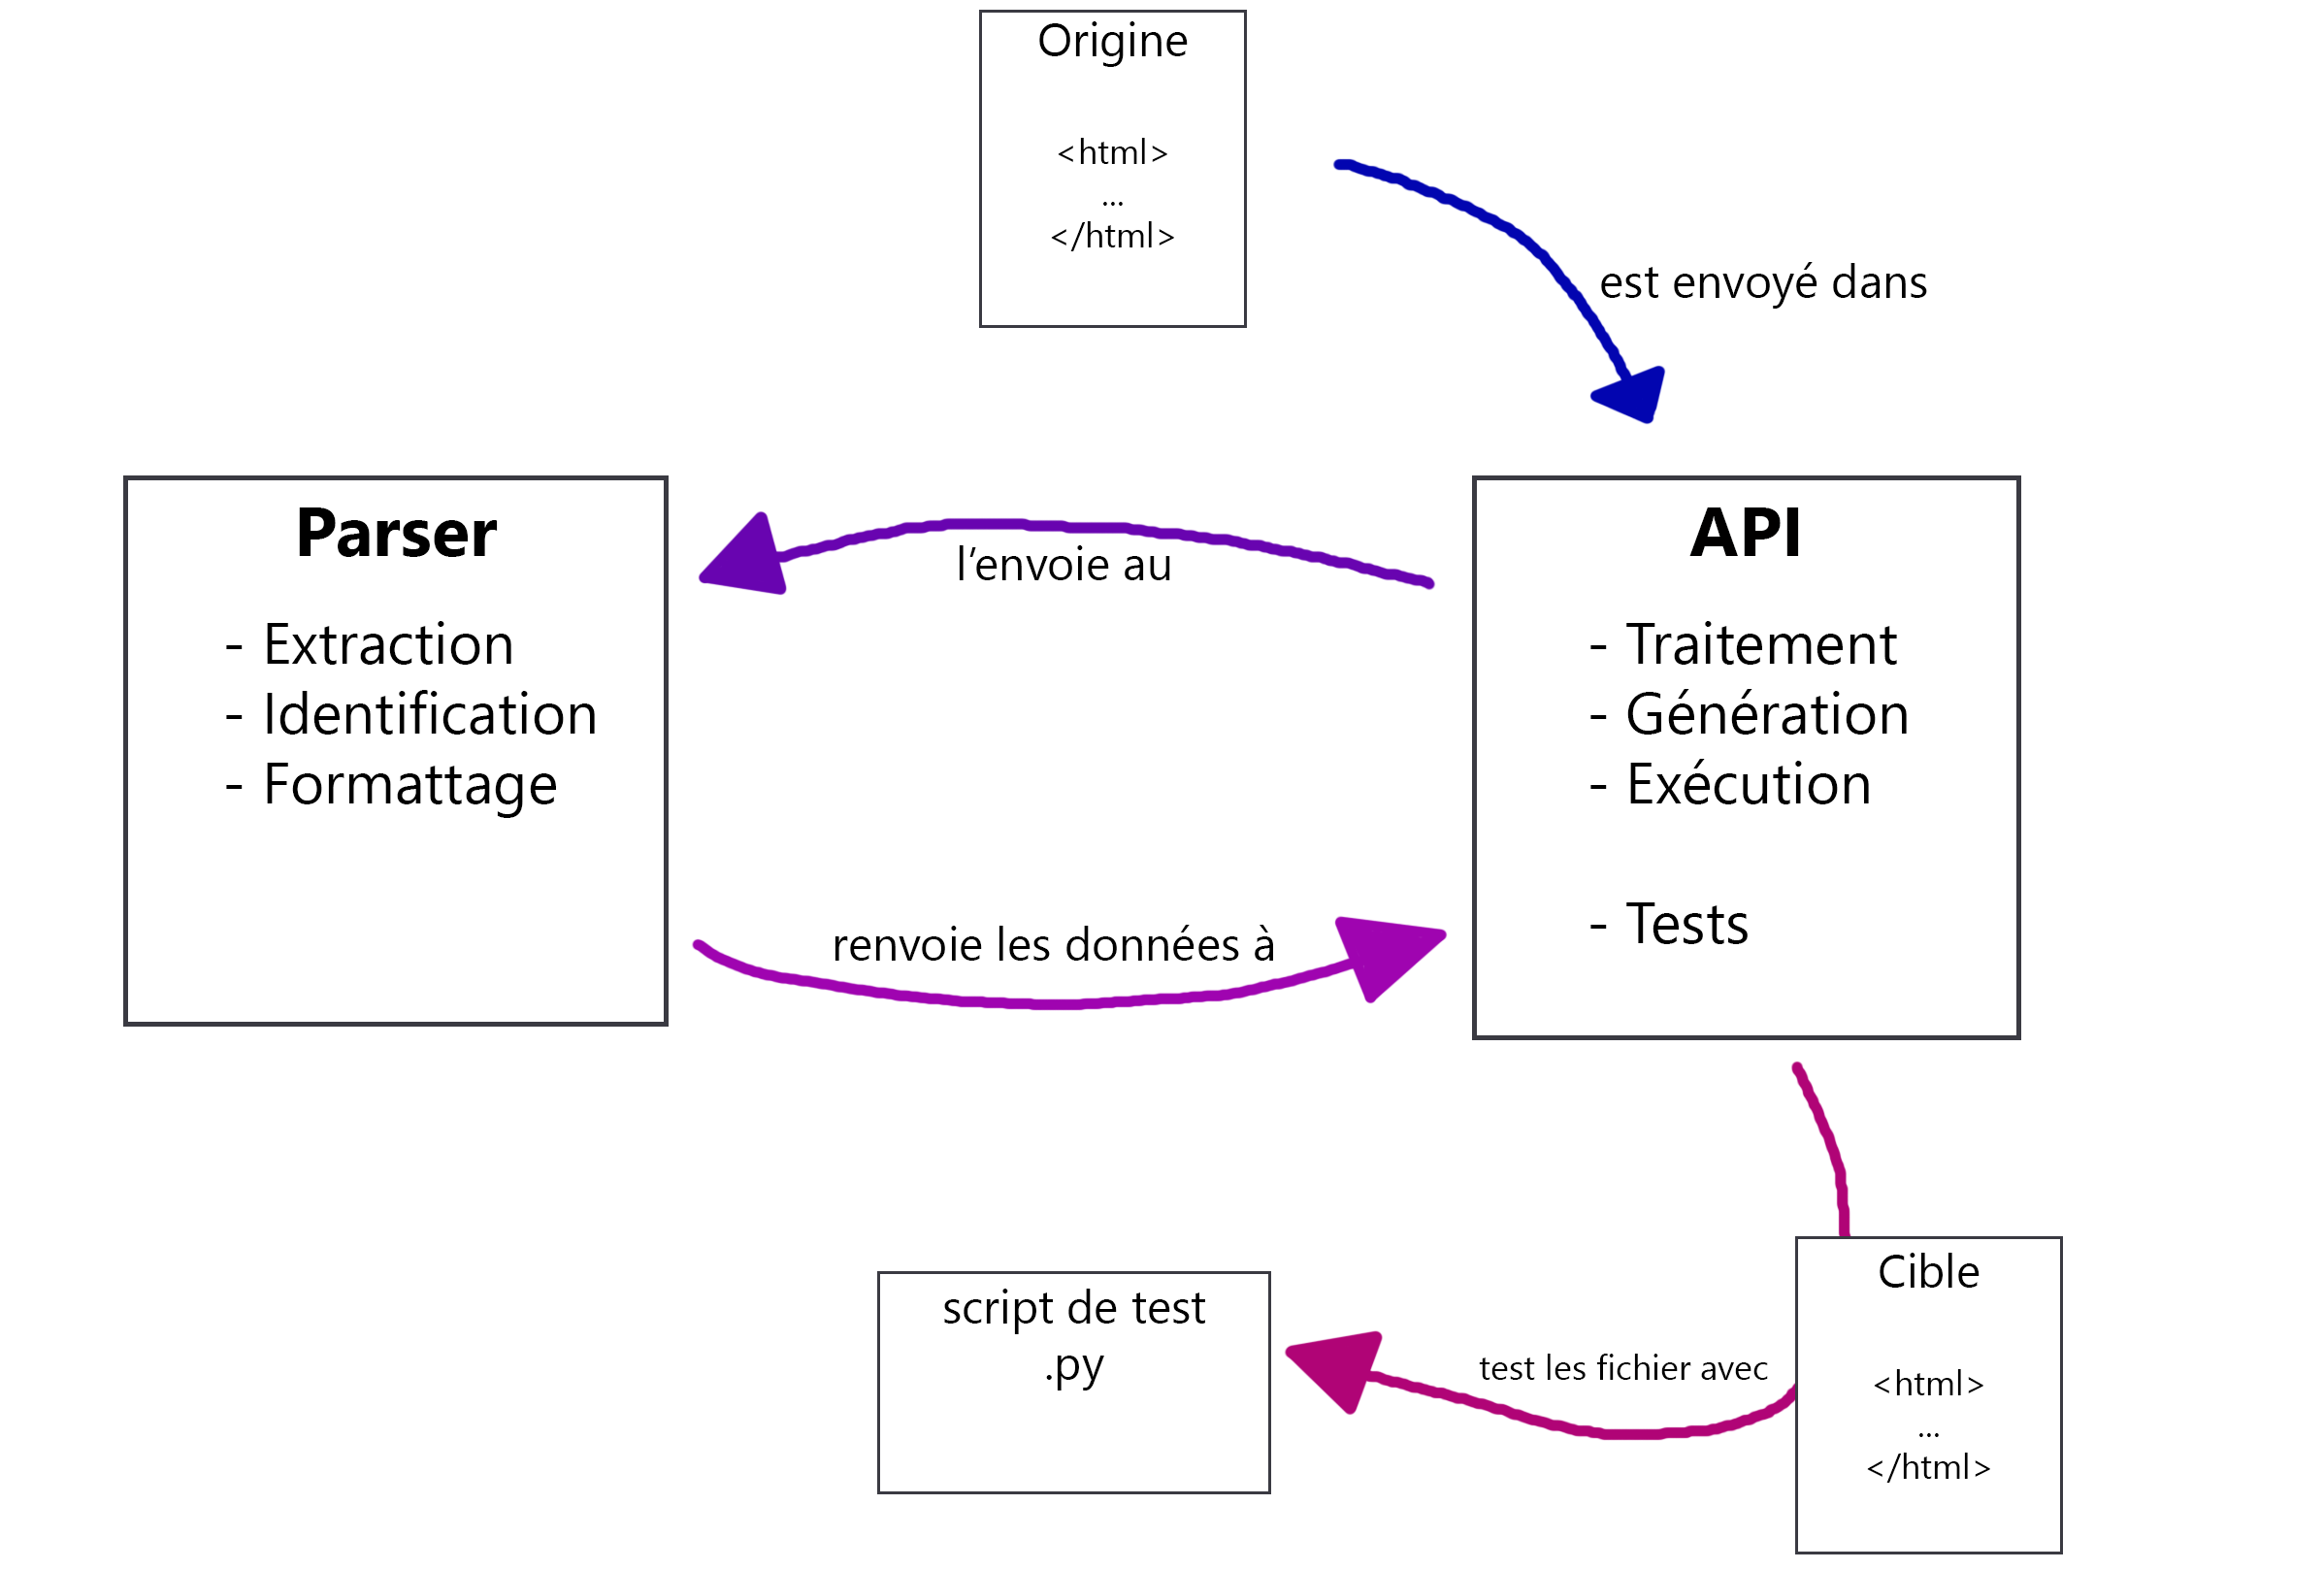 Origine
<html>
...
</html>
est envoyé dans
Parser
- Extraction
- Identification
- Formattage
l’envoie au
API
- Traitement
- Génération
- Exécution
- Tests
renvoie les données à
script de test
.py
test les fichier avec
Cible
<html>
...
</html>